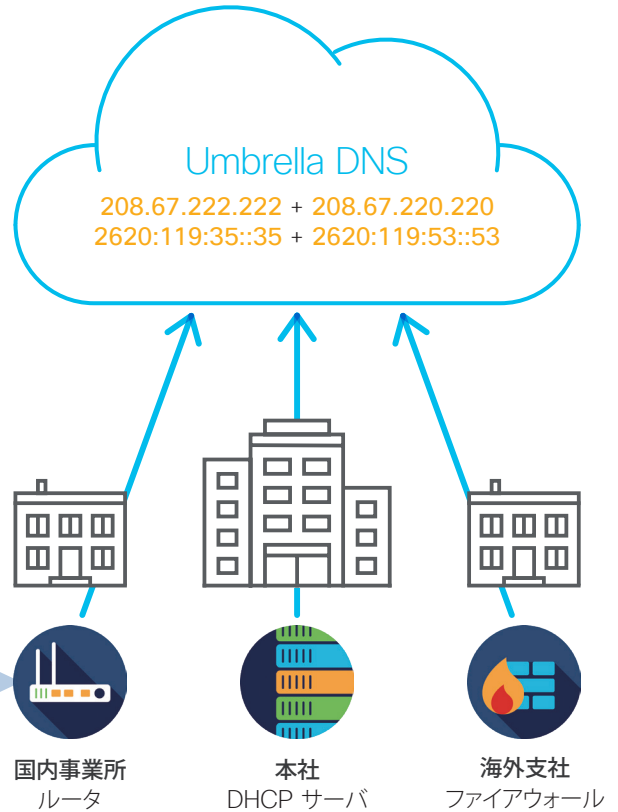 Umbrella DNS
208.67.222.222 + 208.67.220.220
2620:119:35::35 + 2620:119:53::53
国内事業所
ルータ
本社
DHCP サーバ
海外支社
ファイアウォール